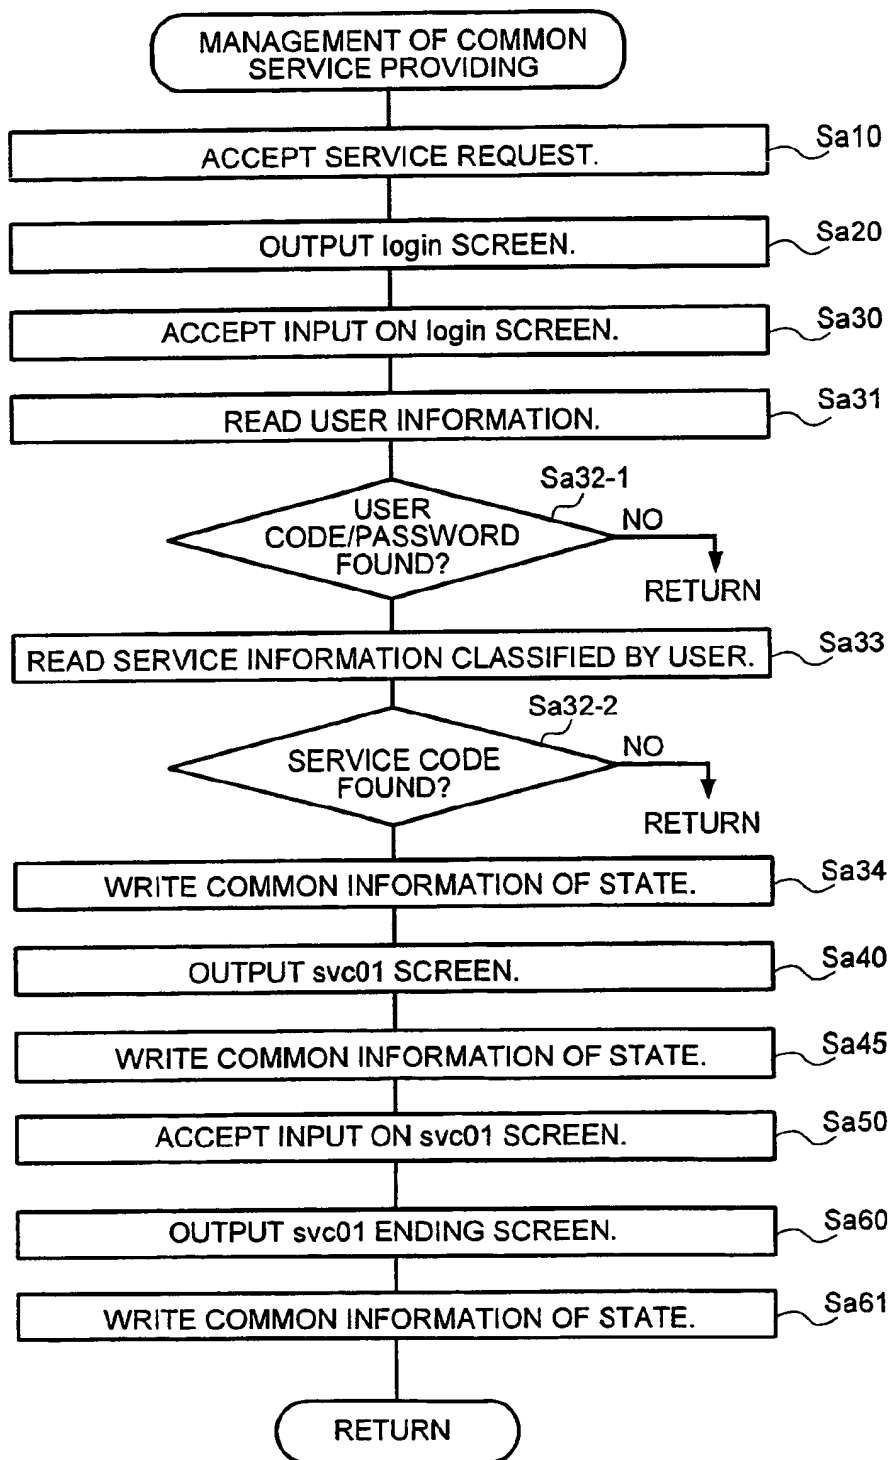 MANAGEMENT OF COMMON
SERVICE PROVIDING
ACCEPT SERVICE REQUEST.
Sa10
OUTPUT login SCREEN.
Sa20
ACCEPT INPUT ON login SCREEN.
Sa30
READ USER INFORMATION.
Sa31
Sa32-1
USER
CODE/PASSWORD
FOUND?
NO
RETURN
READ SERVICE INFORMATION CLASSIFIED BY USER.
Sa33
Sa32-2
SERVICE CODE
FOUND?
NO
RETURN
WRITE COMMON INFORMATION OF STATE.
Sa34
OUTPUT svc01 SCREEN.
Sa40
WRITE COMMON INFORMATION OF STATE.
Sa45
ACCEPT INPUT ON svc01 SCREEN.
Sa50
OUTPUT svc01 ENDING SCREEN.
Sa60
WRITE COMMON INFORMATION OF STATE.
Sa61
RETURN